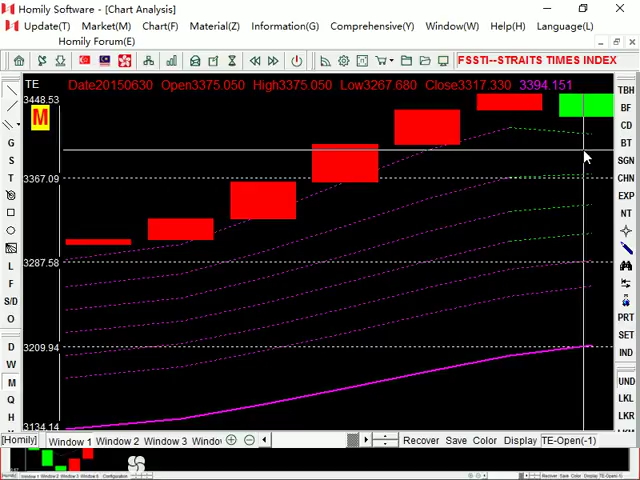 Homily Software - [Chart Analysis]
Update(T) Market(M) Chart(F) Material(Z) Information(G) Comprehensive(Y) Window(W) Help(H) Language(L)
Homily Forum(E)
FSSTI--STRAITS TIMES INDEX
TE Date20150630 Open3375.050 High3375.050 Low3267.680 Close3317.330 3394.151
3448.53
M
3367.09
3287.58
3209.94
3134.14
G
S
T
L
F
S/D
O
D
W
M
Q
H
TBH
BF
CD
BT
SGN
CHN
EXP
NT
PRT
SET
IND
UND
LKL
LKR
[Homily] Window 1 Window 2 Window 3 Windo Recover Save Color Display TE-Open(-1)